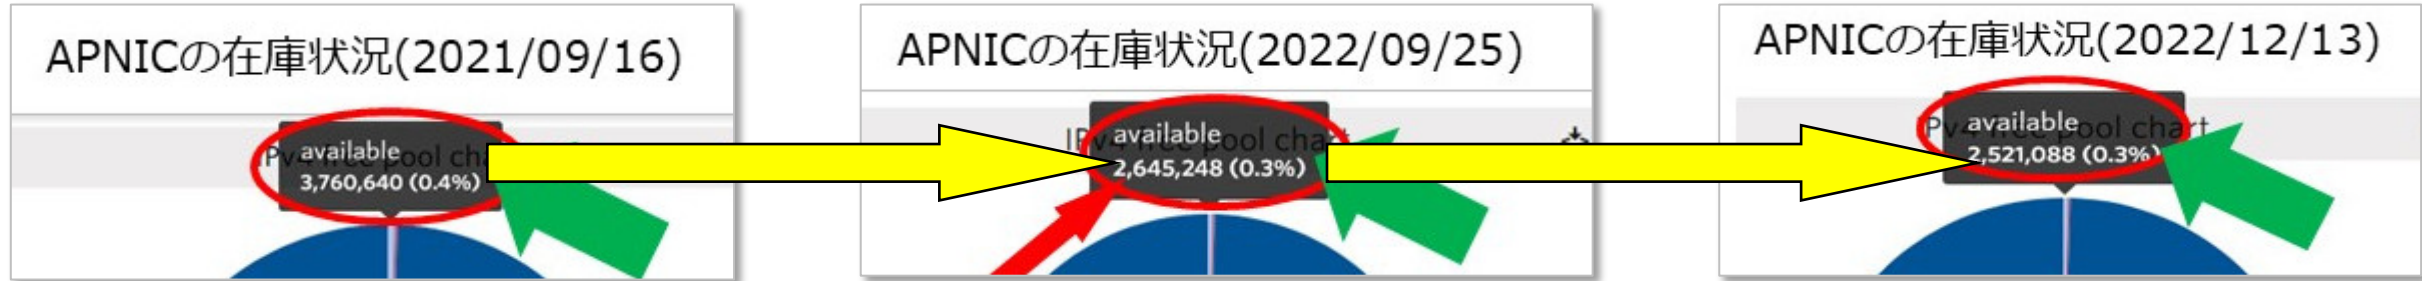 APNICの在庫状況(2021/09/16)
available
3,760,640 (0.4%)
APNICの在庫状況(2022/09/25)
available
2,645,248 (0.3%)
APNICの在庫状況(2022/12/13)
available
2,521,088 (0.3%)